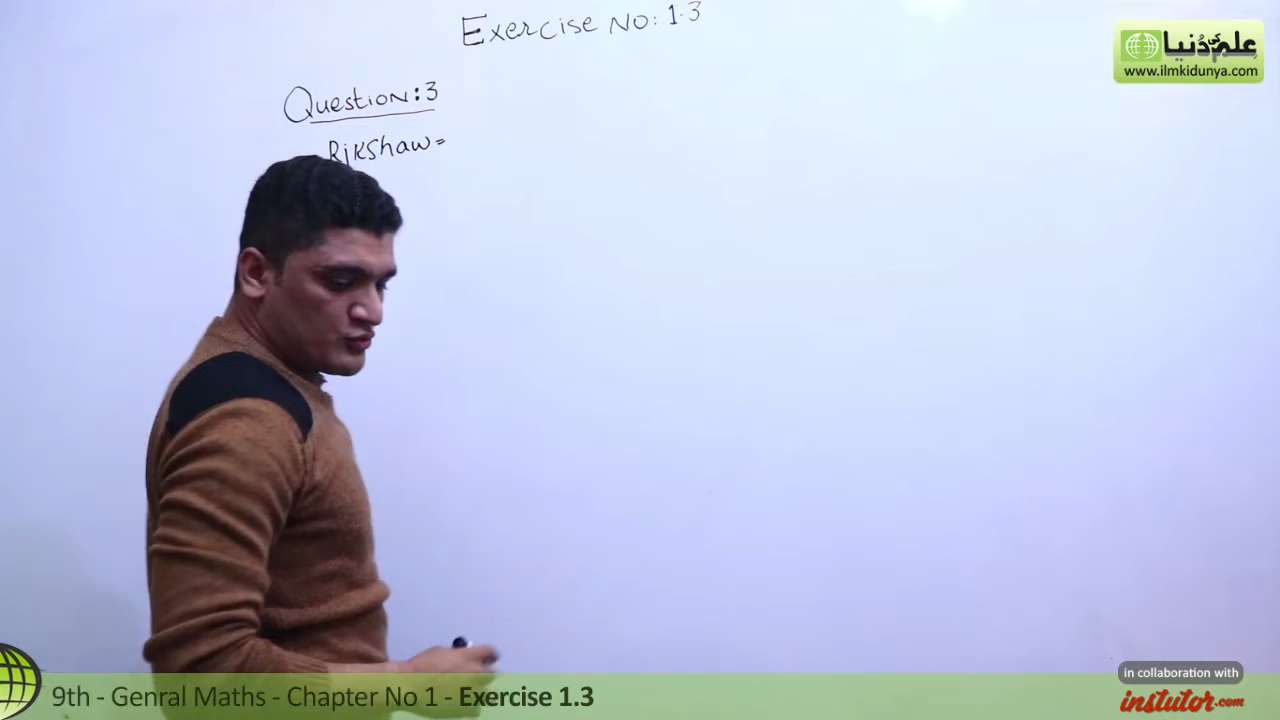 Exercise No: 1.3
علم کی دُنیا
www.ilmkidunya.com
Question: 3
Rikshaw =
in collaboration with
instutor.com
9th - Genral Maths - Chapter No 1 - Exercise 1.3